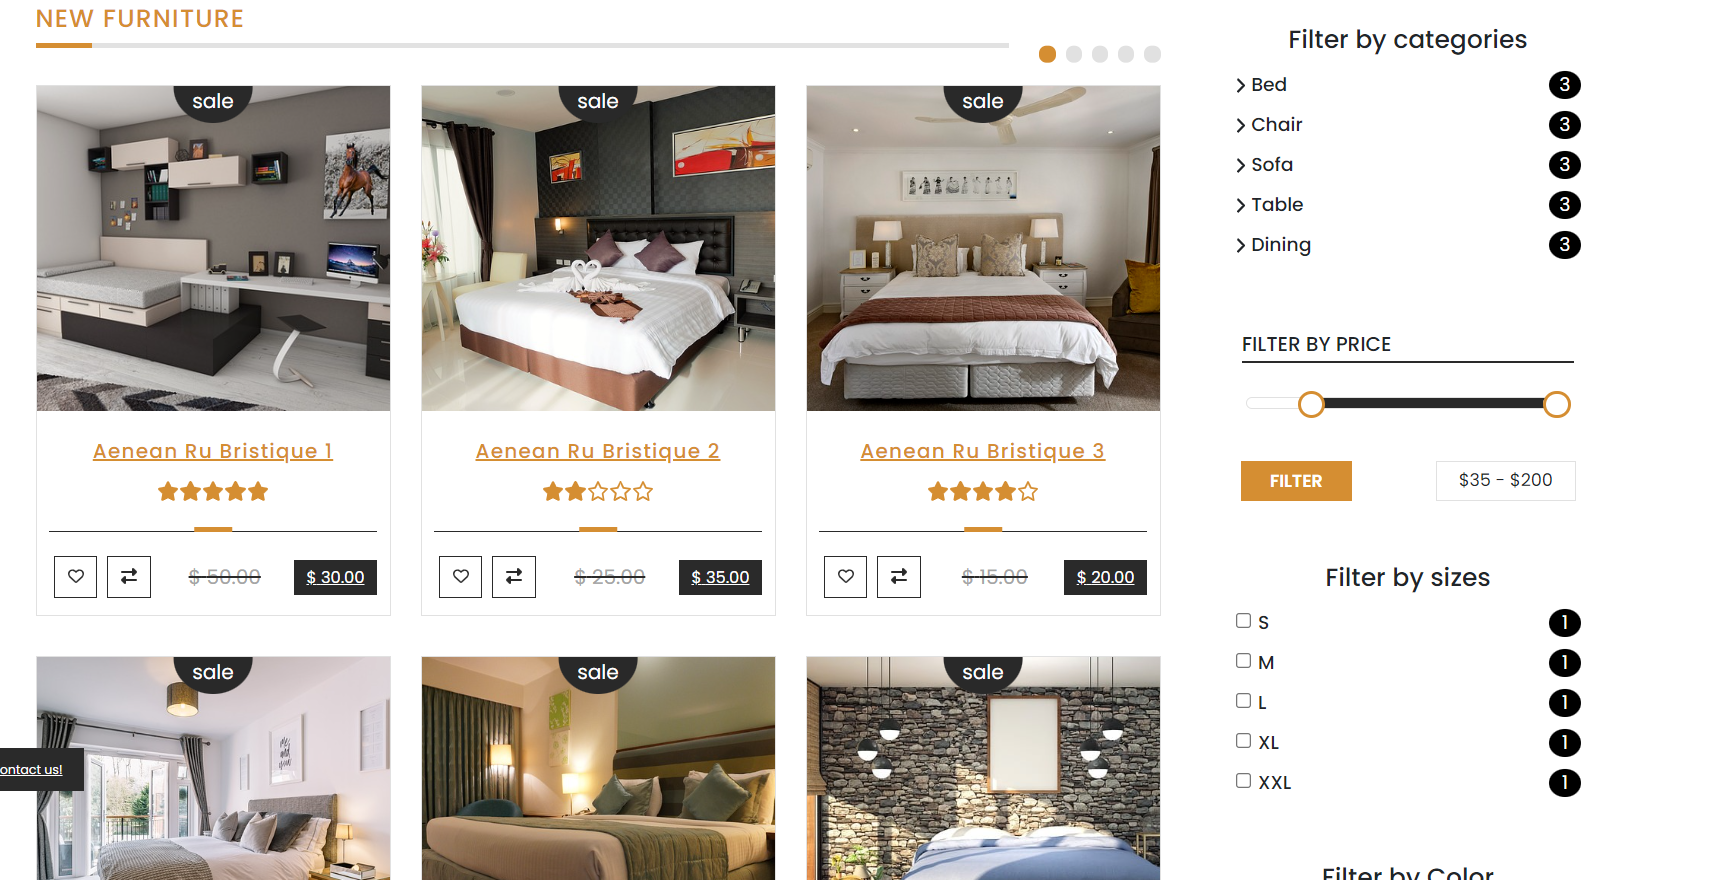 NEW FURNITURE
sale
sale
sale
Aenean Ru Bristique 1
Aenean Ru Bristique 2
Aenean Ru Bristique 3
$ 50.00
$ 30.00
$ 25.00
$ 35.00
$ 15.00
$ 20.00
sale
sale
sale
ontact us!
Filter by categories
Bed 3
Chair 3
Sofa 3
Table 3
Dining 3
FILTER BY PRICE
FILTER
$35 - $200
Filter by sizes
S 1
M 1
L 1
XL 1
XXL 1
Filter by Color